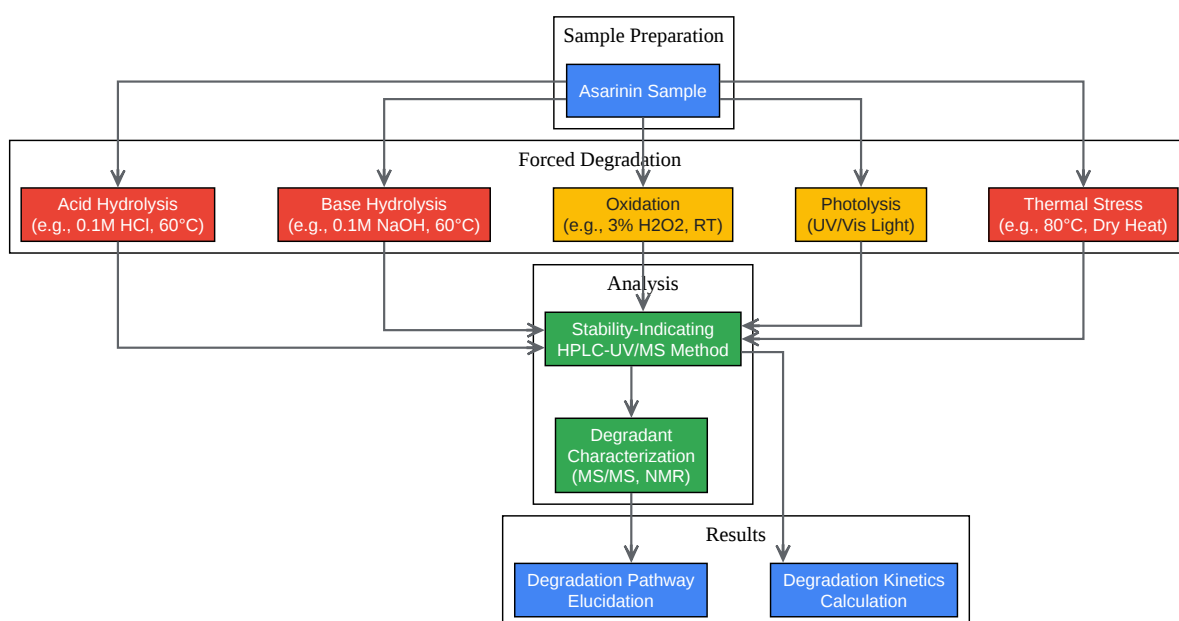 Sample Preparation
Asarinin Sample
Forced Degradation
Acid Hydrolysis
(e.g., 0.1M HCl, 60°C)
Base Hydrolysis
(e.g., 0.1M NaOH, 60°C)
Oxidation
(e.g., 3% H2O2, RT)
Photolysis
(UV/Vis Light)
Thermal Stress
(e.g., 80°C, Dry Heat)
Analysis
Stability-Indicating
HPLC-UV/MS Method
Degradant
Characterization
(MS/MS, NMR)
Results
Degradation Pathway
Elucidation
Degradation Kinetics
Calculation